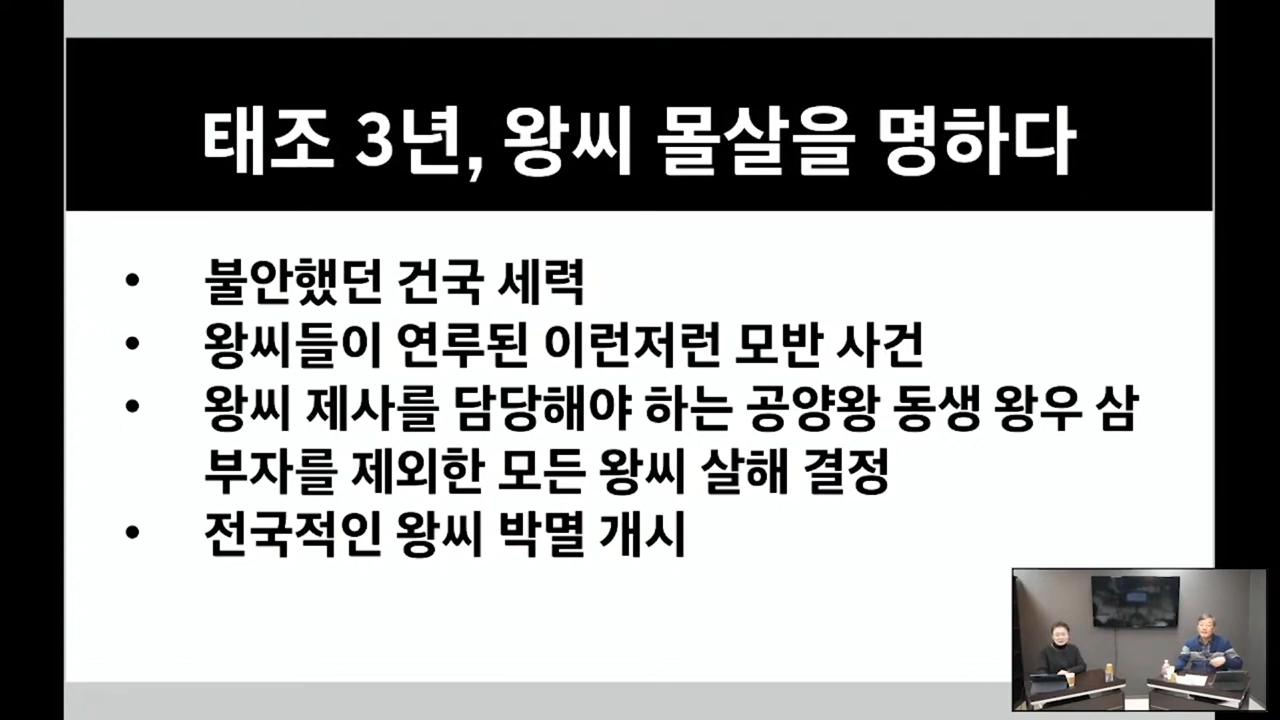 태조 3년, 왕씨 몰살을 명하다
• 불안했던 건국 세력
• 왕씨들이 연루된 이런저런 모반 사건
• 왕씨 제사를 담당해야 하는 공양왕 동생 왕우 삼
부자를 제외한 모든 왕씨 살해 결정
• 전국적인 왕씨 박멸 개시